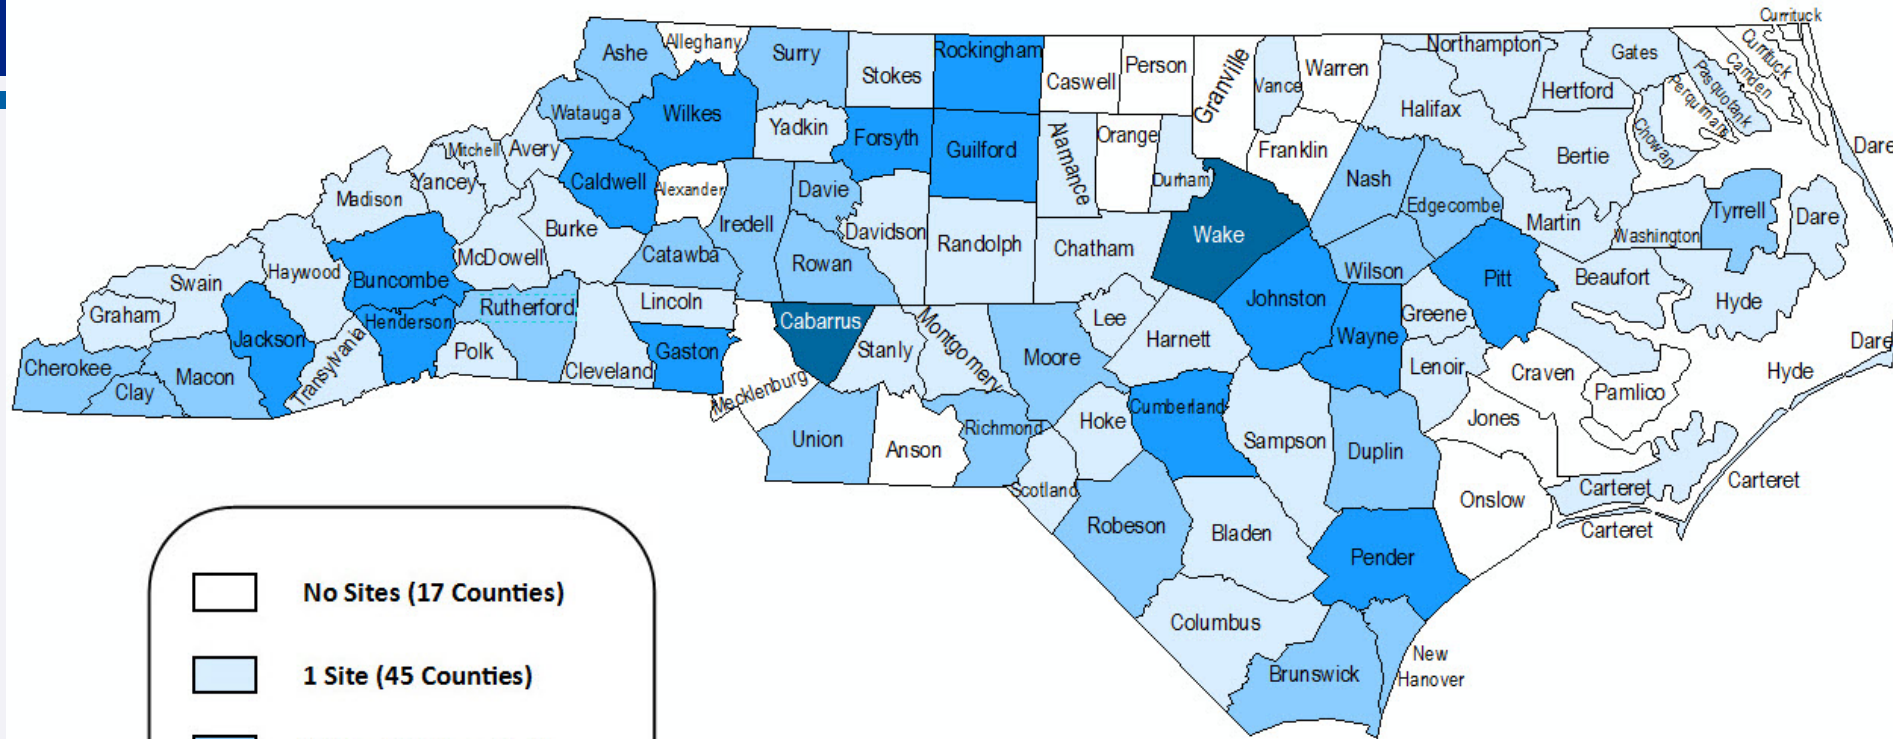 Currituck
Ashe
Alleghany
Surry
Stokes
Rockingham
Caswell
Person
Granville
Vance
Warren
Northampton
Gates
Currituck
Camden
Pasquotank
Perquimans
Hertford
Halifax
Watauga
Wilkes
Yadkin
Forsyth
Guilford
Alamance
Orange
Durham
Franklin
Chowan
Bertie
Dare
Mitchell
Avery
Caldwell
Alexander
Davie
Nash
Edgecombe
Yancey
Madison
Burke
Iredell
Davidson
Randolph
Chatham
Wake
Martin
Washington
Tyrrell
Dare
McDowell
Catawba
Rowan
Wilson
Pitt
Beaufort
Hyde
Swain
Haywood
Buncombe
Graham
Rutherford
Lincoln
Cabarrus
Montgomery
Lee
Johnston
Greene
Henderson
Jackson
Transylvania
Polk
Cleveland
Gaston
Stanly
Moore
Harnett
Wayne
Lenoir
Craven
Dare
Cherokee
Clay
Macon
Mecklenburg
Hyde
Pamlico
Jones
Union
Anson
Richmond
Hoke
Cumberland
Sampson
Duplin
Scotland
Onslow
Carteret
Carteret
Carteret
Robeson
Bladen
Pender
Columbus
Brunswick
New
Hanover
No Sites (17 Counties)
1 Site (45 Counties)